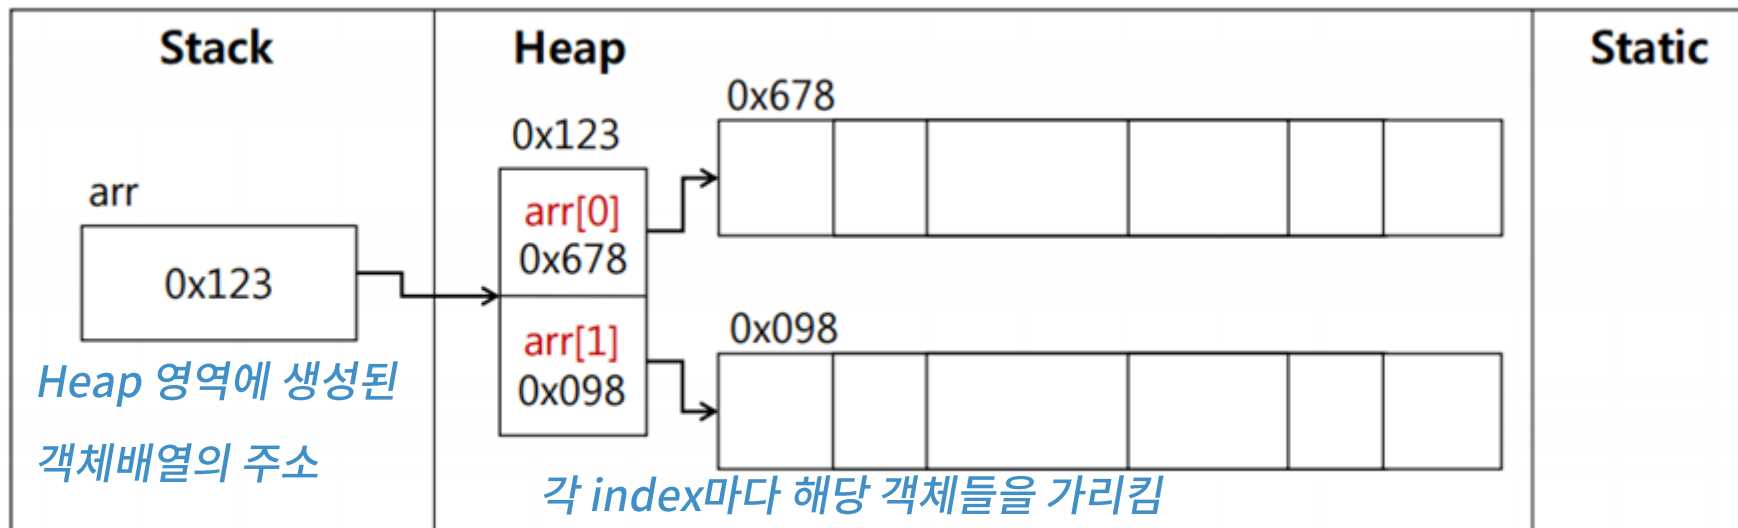 Stack
Heap
Static
0x678
0x123
arr
arr[0]
0x678
0x123
0x098
arr[1]
0x098
Heap 영역에 생성된
객체배열의 주소
각 index마다 해당 객체들을 가리킴